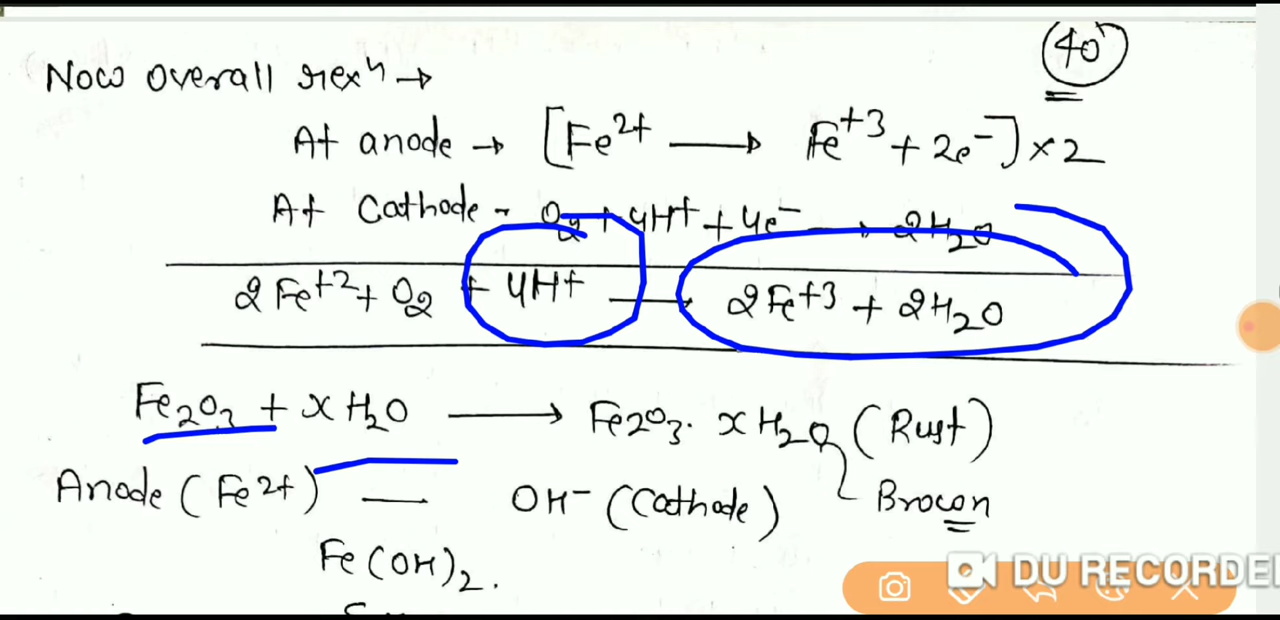 40
Now overall rexn →
At anode → [Fe2+ ⟶ Fe+3 + 2e-] × 2
At Cathode - O2 + 4H+ + 4e- → 2H2O
2Fe+2 + O2 + 4H+ ⟶ 2Fe+3 + 2H2O
Fe2O3 + xH2O ⟶ Fe2O3. xH2O (Rust)
Anode (Fe2+) — OH- (Cathode) Brown
Fe(OH)2.
DU RECORDE